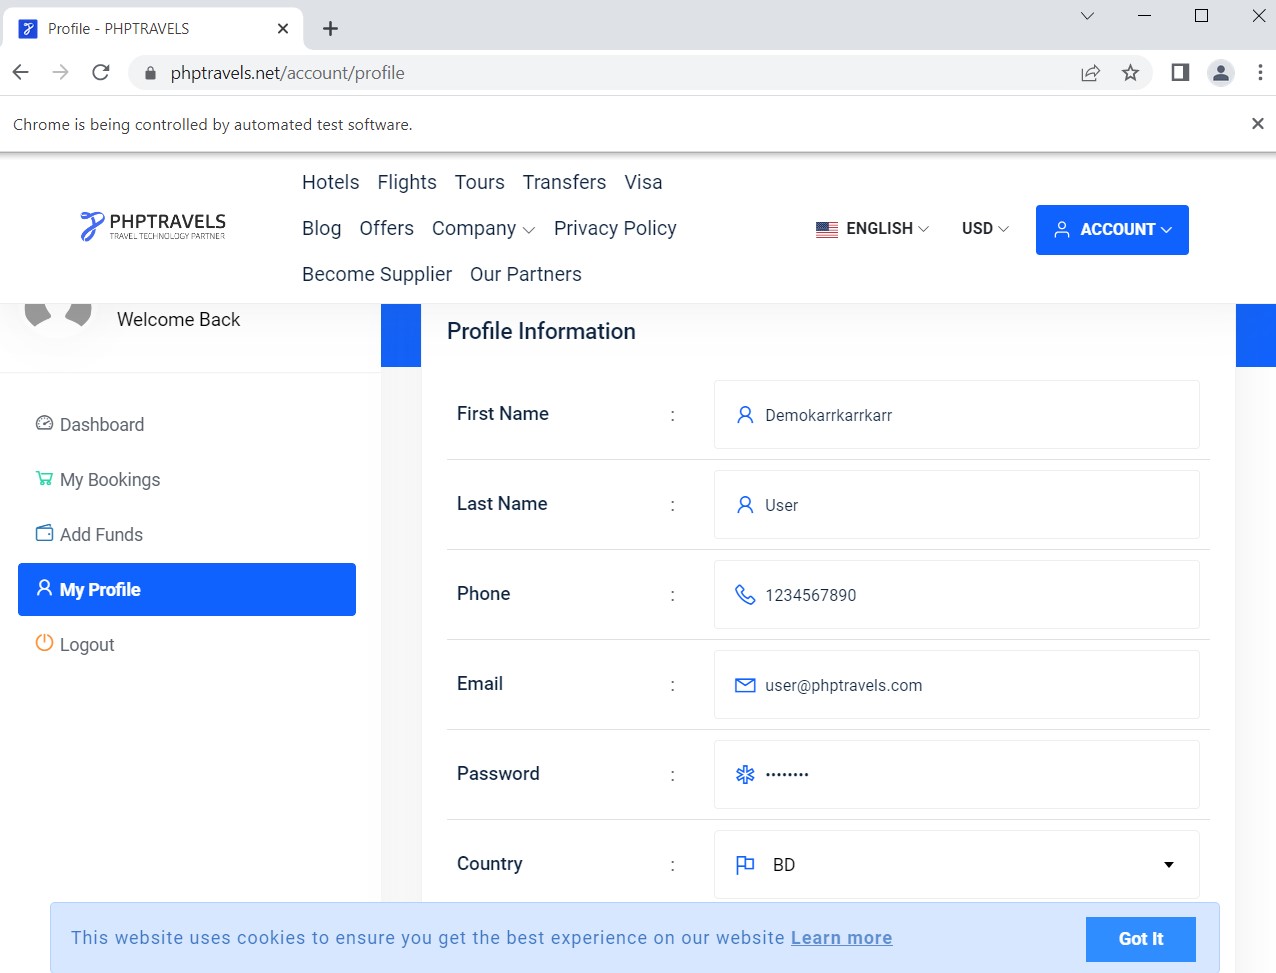 Profile - PHPTRAVELS
phptravels.net/account/profile
Chrome is being controlled by automated test software.
Hotels Flights Tours Transfers Visa
PHPTRAVELS
TRAVEL TECHNOLOGY PARTNER
Blog Offers Company Privacy Policy
ENGLISH USD ACCOUNT
Become Supplier Our Partners
Welcome Back
Profile Information
Dashboard
My Bookings
Add Funds
My Profile
Logout
First Name : Demokarrkarrkarr
Last Name : User
Phone : 1234567890
Email : user@phptravels.com
Password : ••••••••
Country : BD
This website uses cookies to ensure you get the best experience on our website Learn more
Got It